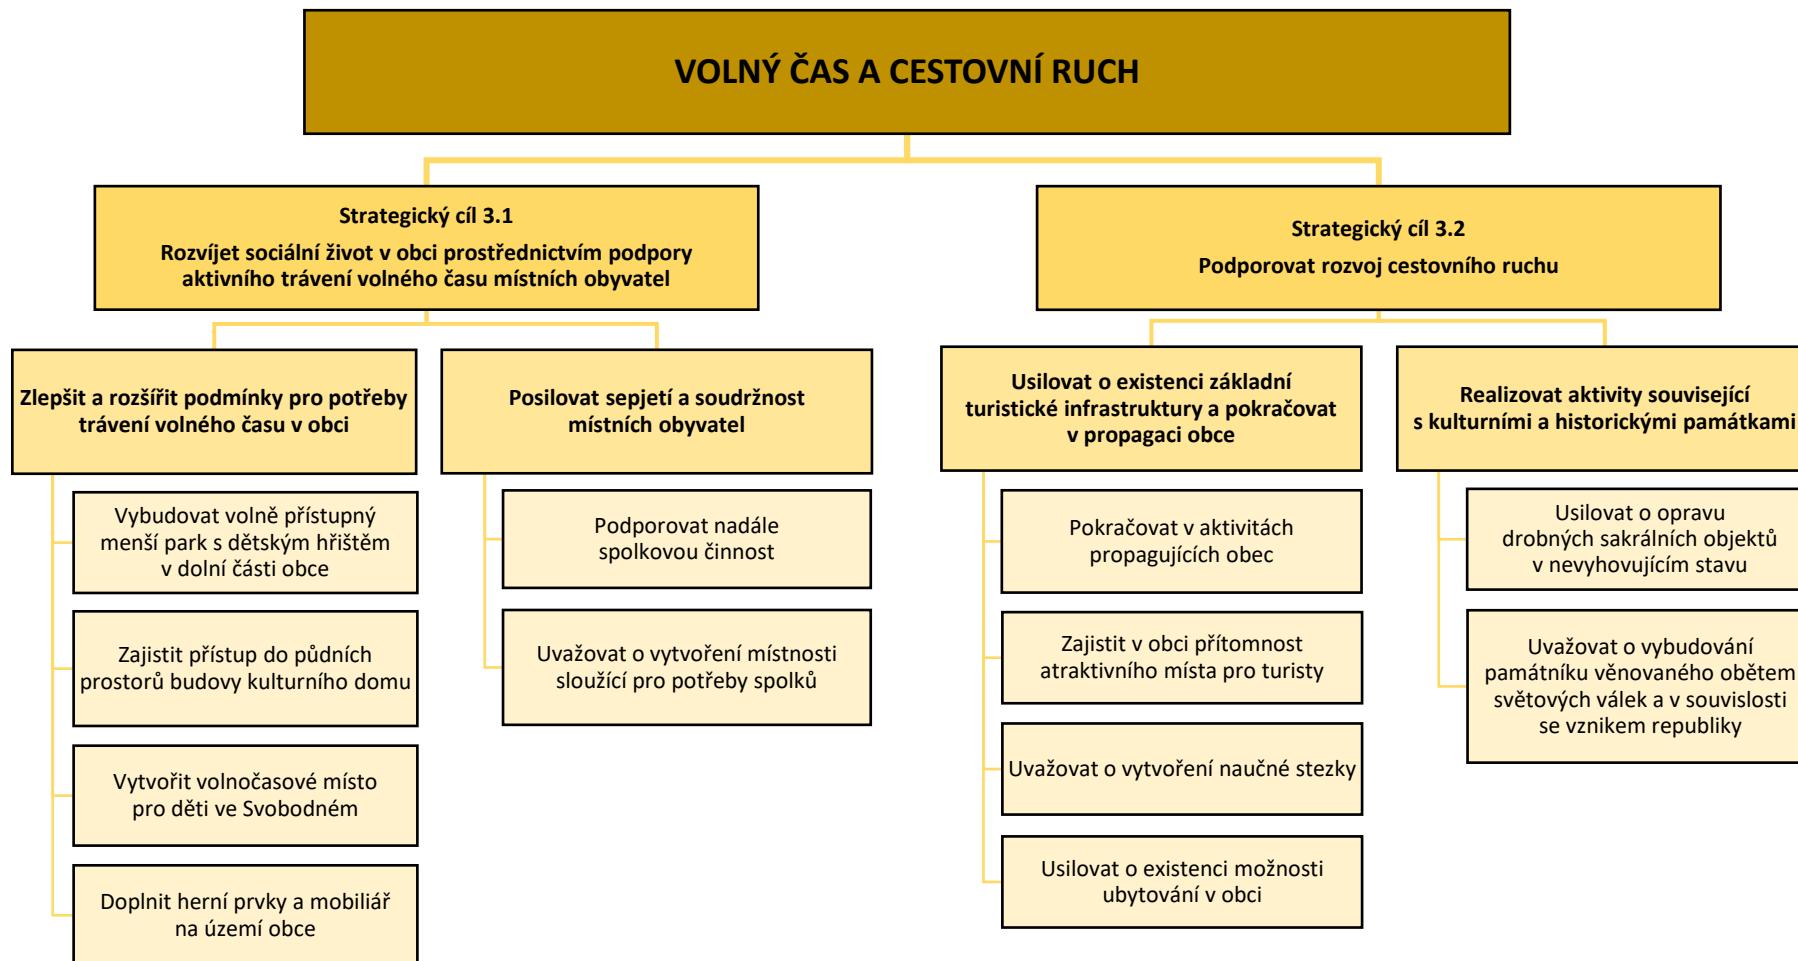 VOLNÝ ČAS A CESTOVNÍ RUCH
Strategický cíl 3.1
Rozvíjet sociální život v obci prostřednictvím podpory
aktivního trávení volného času místních obyvatel
Zlepšit a rozšířit podmínky pro potřeby
trávení volného času v obci
Vybudovat volně přístupný
menší park s dětským hřištěm
v dolní části obce
Zajistit přístup do půdních
prostorů budovy kulturního domu
Vytvořit volnočasové místo
pro děti ve Svobodném
Doplnit herní prvky a mobiliář
na území obce
Posilovat sepjetí a soudržnost
místních obyvatel
Podporovat nadále
spolkovou činnost
Uvažovat o vytvoření místnosti
sloužící pro potřeby spolků
Strategický cíl 3.2
Podporovat rozvoj cestovního ruchu
Usilovat o existenci základní
turistické infrastruktury a pokračovat
v propagaci obce
Pokračovat v aktivitách
propagujících obec
Zajistit v obci přítomnost
atraktivního místa pro turisty
Uvažovat o vytvoření naučné stezky
Usilovat o existenci možnosti
ubytování v obci
Realizovat aktivity související
s kulturními a historickými památkami
Usilovat o opravu
drobných sakrálních objektů
v nevyhovujícím stavu
Uvažovat o vybudování
památníku věnovaného obětem
světových válek a v souvislosti
se vznikem republiky